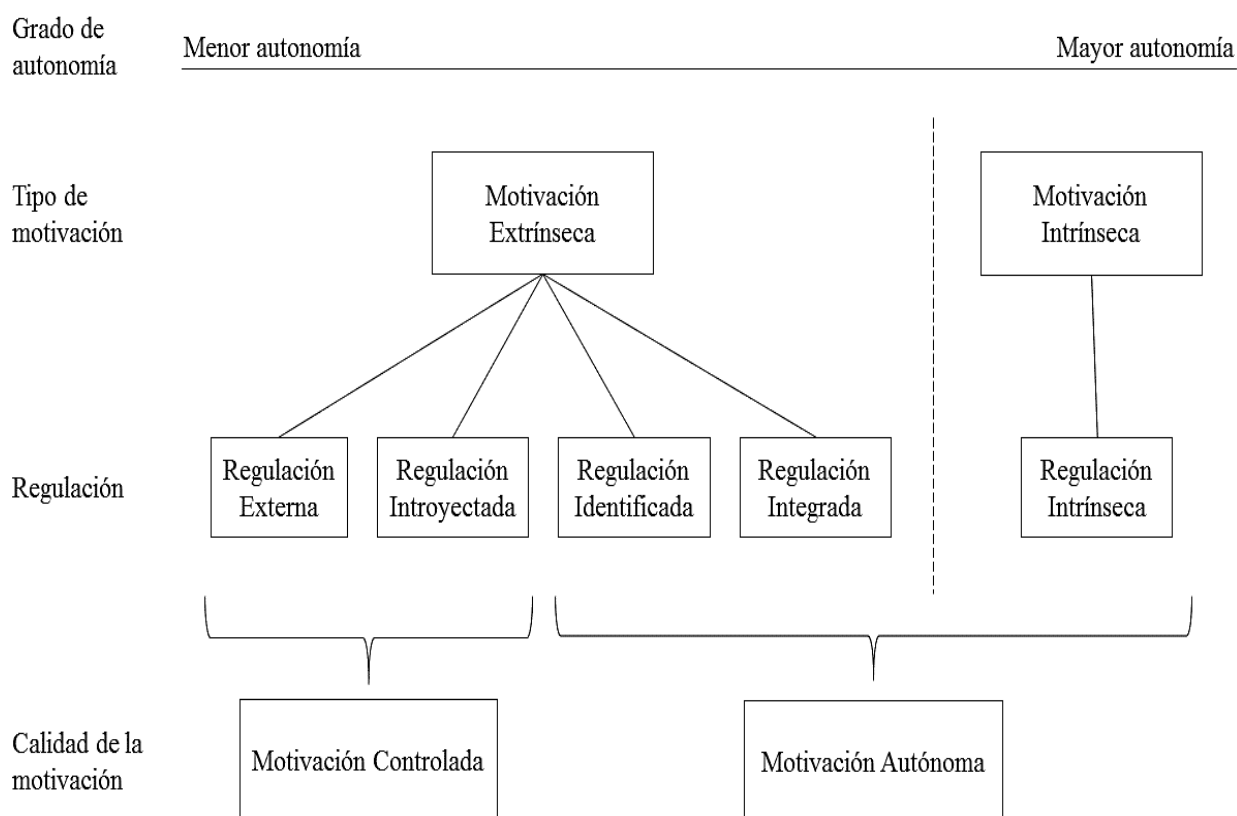 Grado de
autonomía
Menor autonomía
Mayor autonomía
Tipo de
motivación
Motivación
Extrínseca
Motivación
Intrínseca
Regulación
Regulación
Externa
Regulación
Introyectada
Regulación
Identificada
Regulación
Integrada
Regulación
Intrínseca
Calidad de la
motivación
Motivación Controlada
Motivación Autónoma